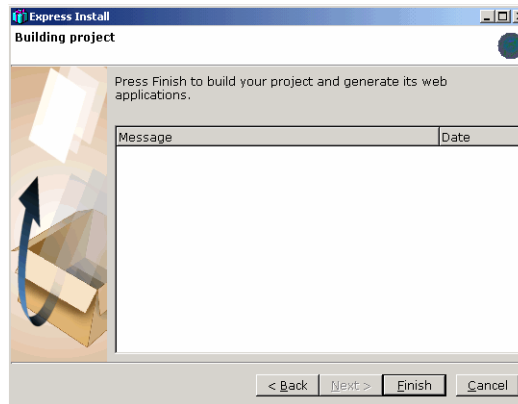 Express Install
Building project
Press Finish to build your project and generate its web
applications.
Message Date
< Back Next > Finish Cancel